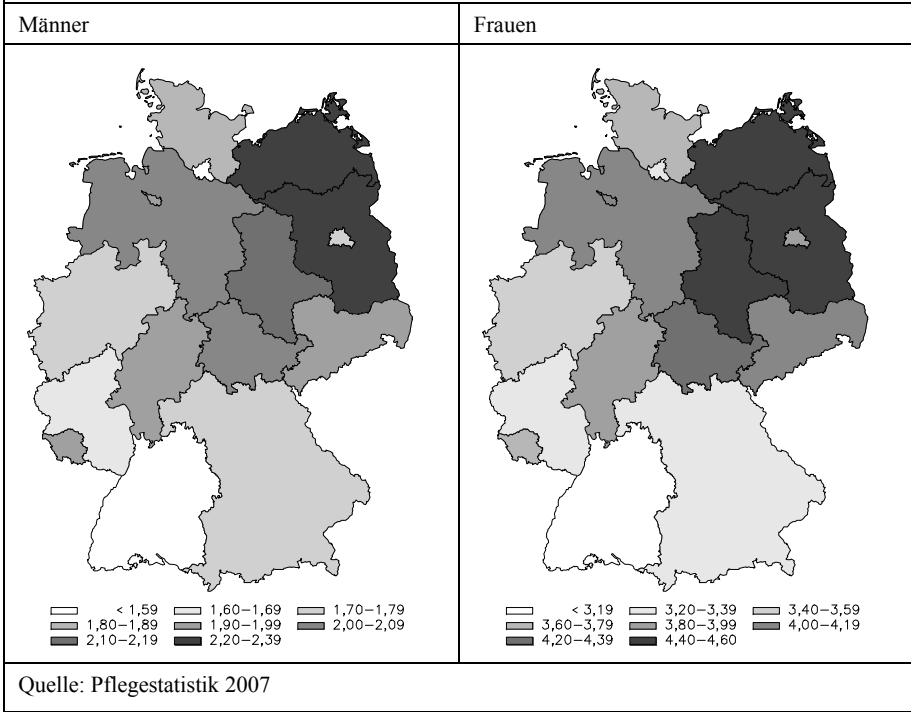 Männer
Frauen
< 1,59 1,60–1,69 1,70–1,79
1,80–1,89 1,90–1,99 2,00–2,09
2,10–2,19 2,20–2,39
< 3,19 3,20–3,39 3,40–3,59
3,60–3,79 3,80–3,99 4,00–4,19
4,20–4,39 4,40–4,60
Quelle: Pflegestatistik 2007